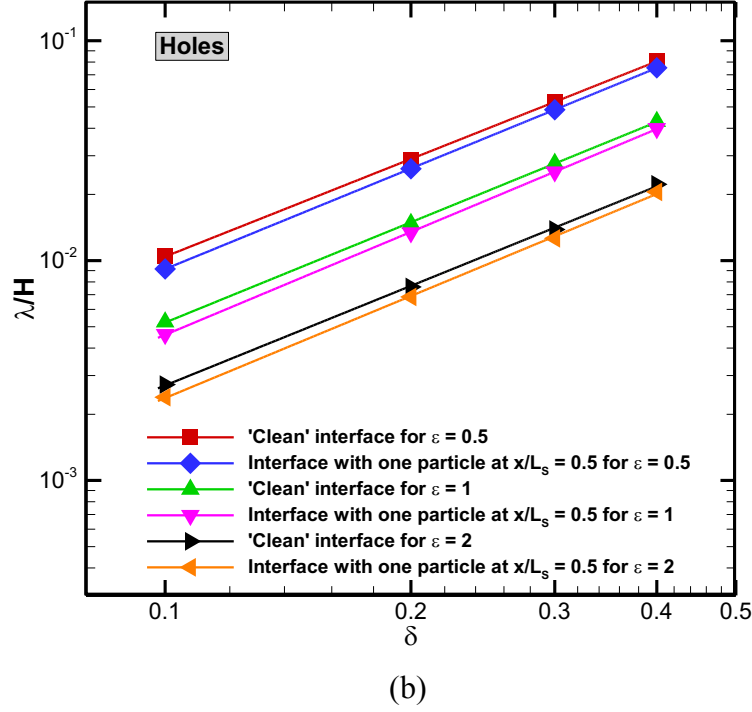 Holes
10⁻¹
10⁻²
10⁻³
λ/H
'Clean' interface for ε = 0.5
Interface with one particle at x/Lₛ = 0.5 for ε = 0.5
'Clean' interface for ε = 1
Interface with one particle at x/Lₛ = 0.5 for ε = 1
'Clean' interface for ε = 2
Interface with one particle at x/Lₛ = 0.5 for ε = 2
0.1 0.2 0.3 0.4 0.5
δ
(b)